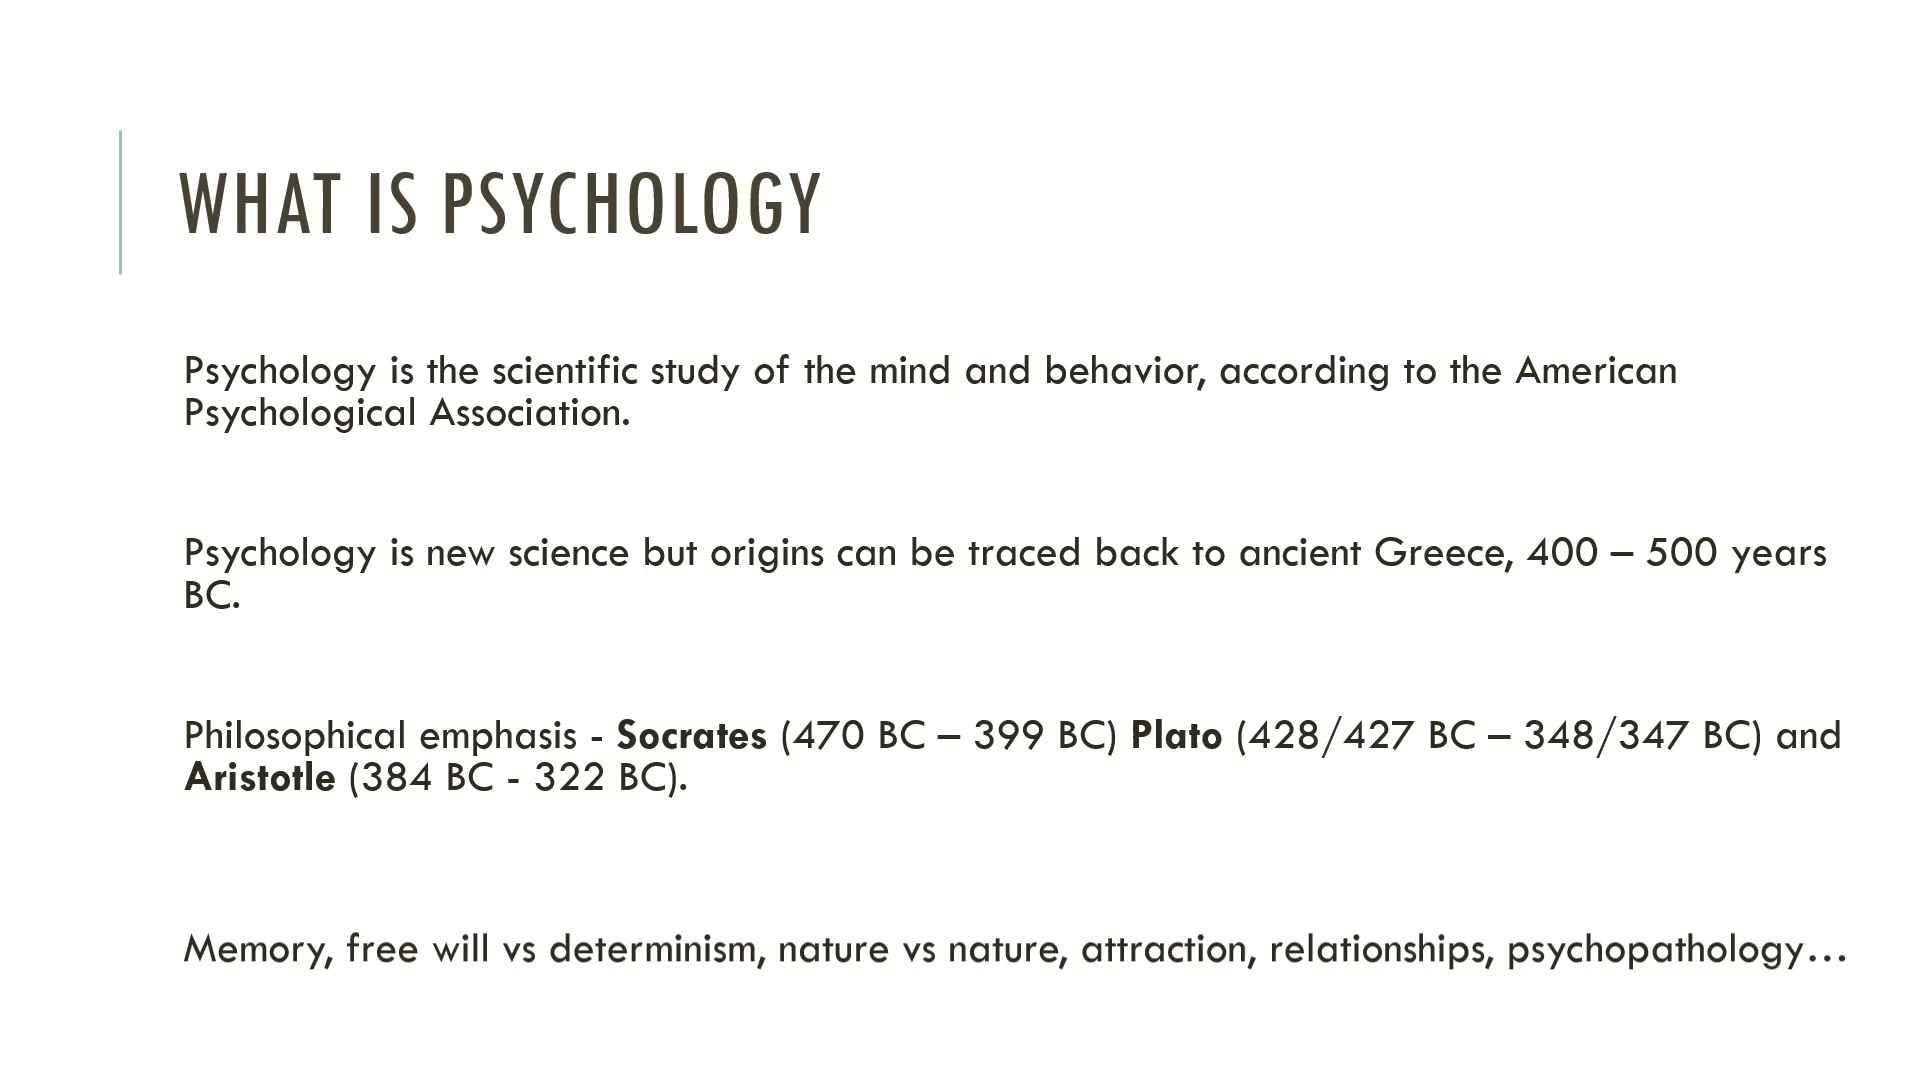 WHAT IS PSYCHOLOGY
Psychology is the scientific study of the mind and behavior, according to the American
Psychological Association.
Psychology is new science but origins can be traced back to ancient Greece, 400 – 500 years
BC.
Philosophical emphasis - Socrates (470 BC – 399 BC) Plato (428/427 BC – 348/347 BC) and
Aristotle (384 BC - 322 BC).
Memory, free will vs determinism, nature vs nature, attraction, relationships, psychopathology…